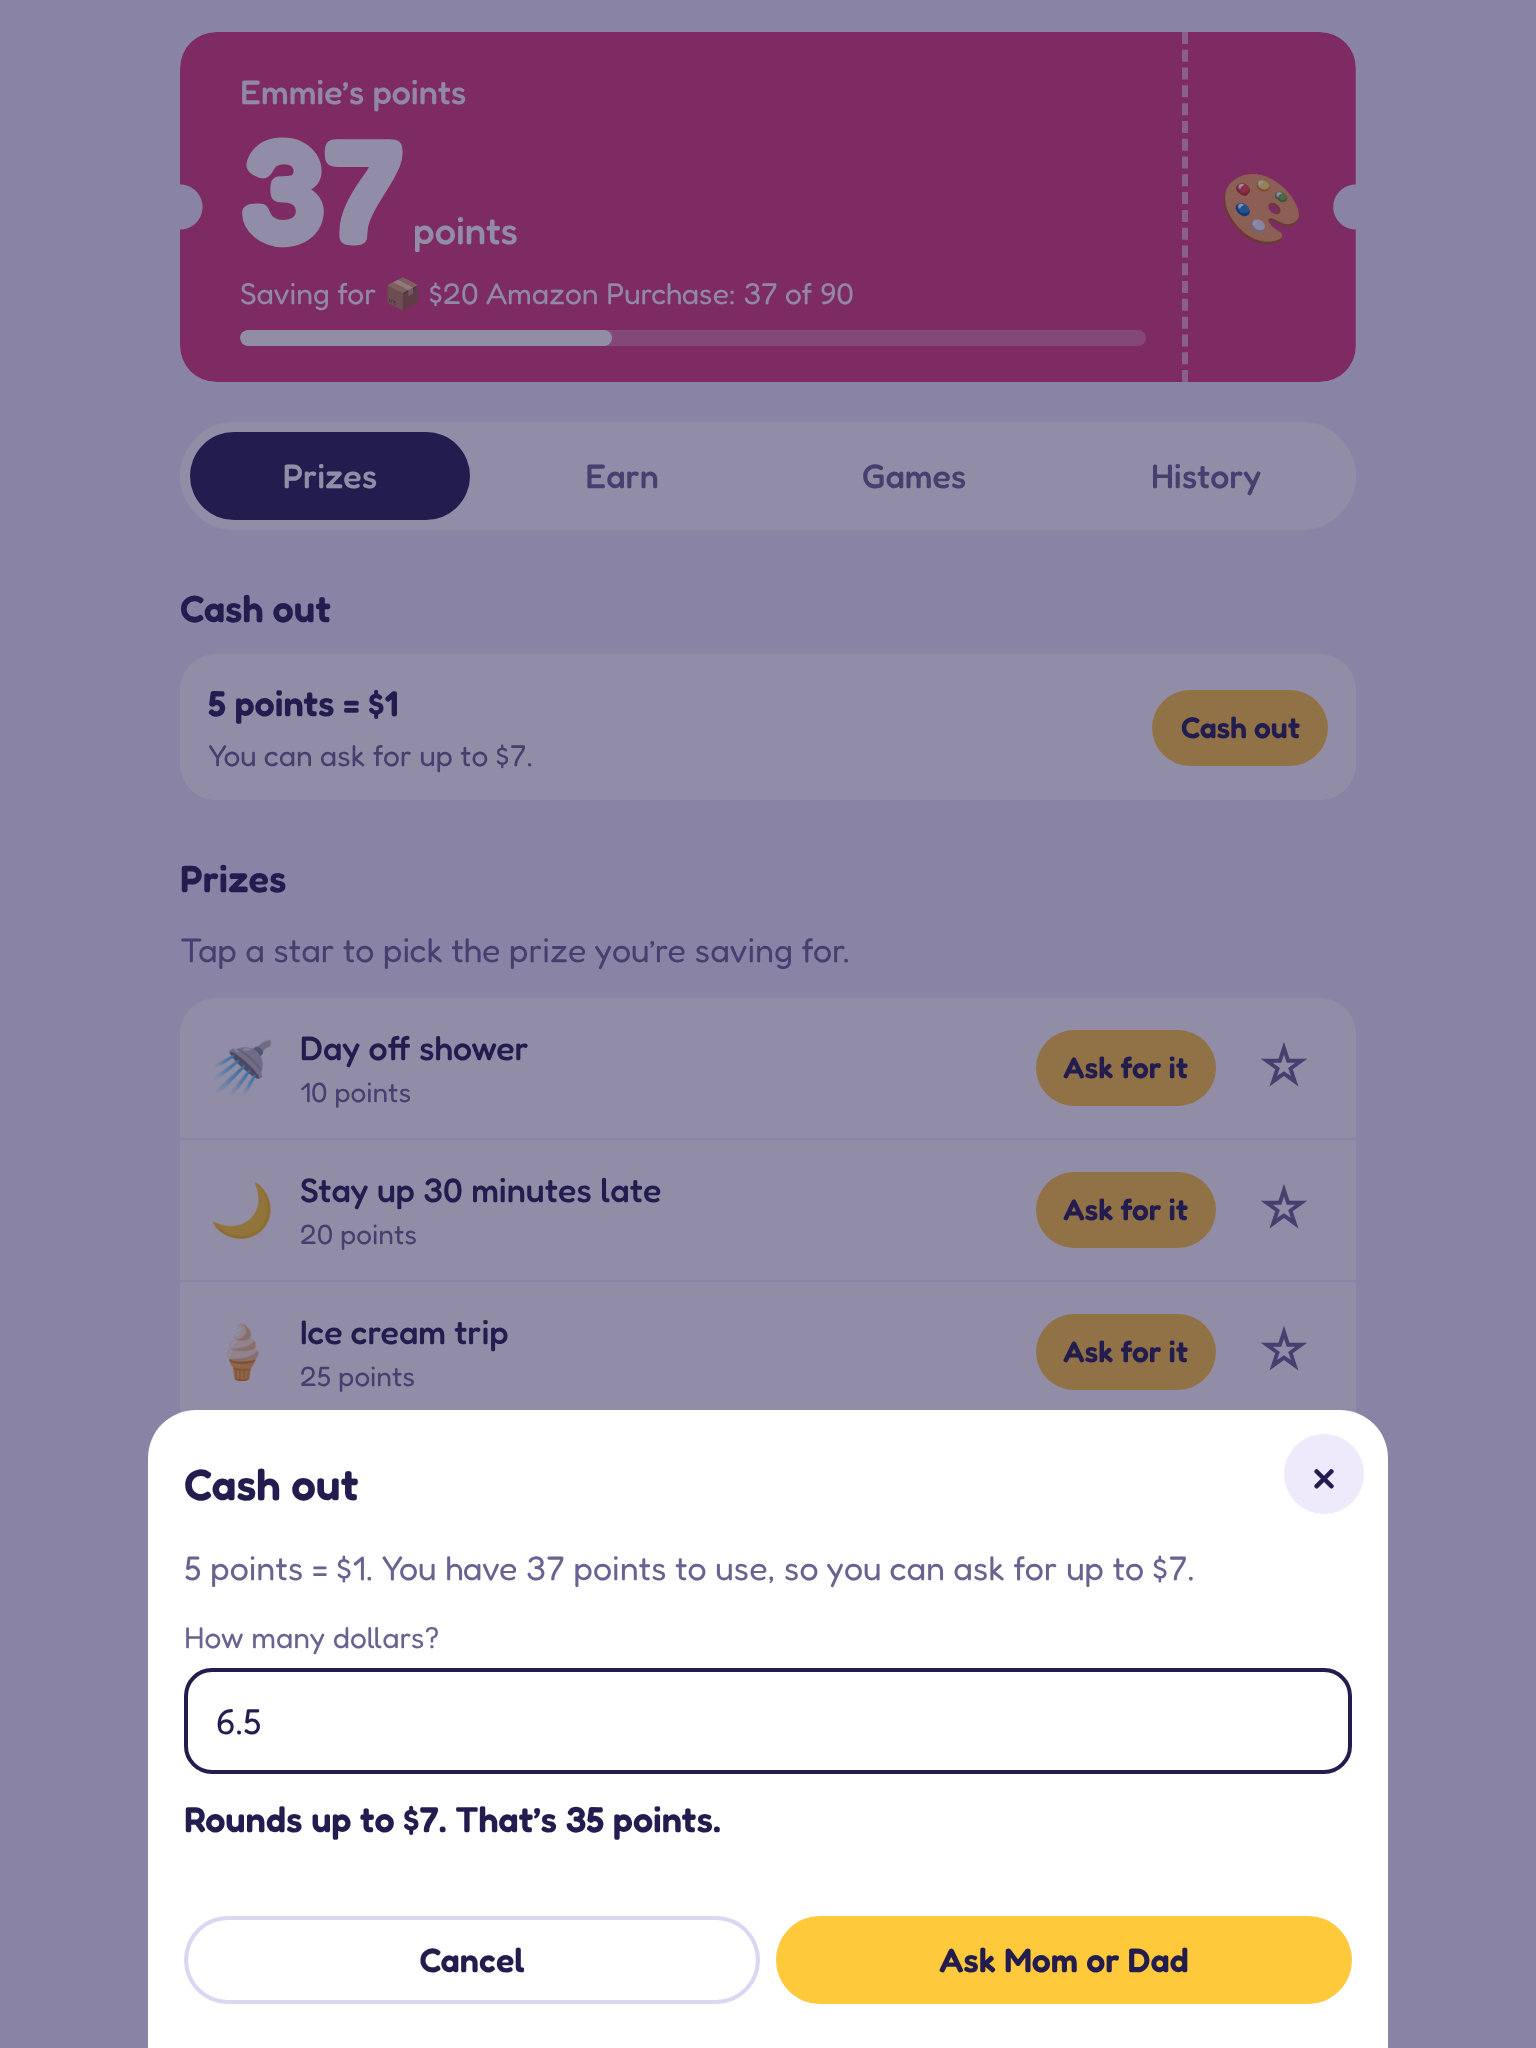 Emmie’s points
37 points
Saving for 📦 $20 Amazon Purchase: 37 of 90
Prizes
Earn
Games
History
Cash out
5 points = $1
You can ask for up to $7.
Cash out
Prizes
Tap a star to pick the prize you’re saving for.
Day off shower
10 points
Ask for it
Stay up 30 minutes late
20 points
Ask for it
Ice cream trip
25 points
Ask for it
Cash out
×
5 points = $1. You have 37 points to use, so you can ask for up to $7.
How many dollars?
6.5
Rounds up to $7. That’s 35 points.
Cancel
Ask Mom or Dad